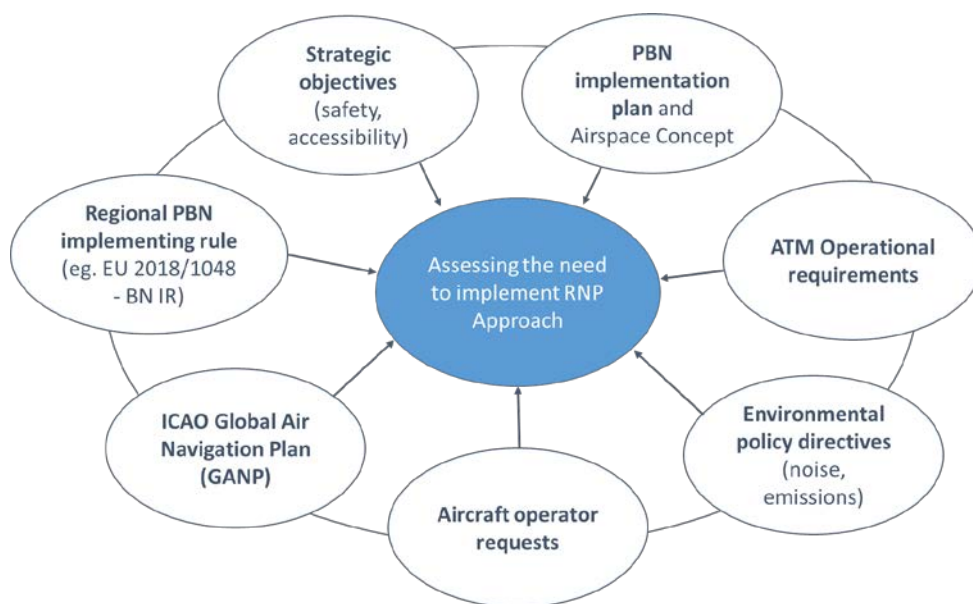 Strategic
objectives
(safety,
accessibility)
PBN
implementation
plan and
Airspace Concept
Regional PBN
implementing rule
(eg. EU 2018/1048
- BN IR)
Assessing the need
to implement RNP
Approach
ATM Operational
requirements
ICAO Global Air
Navigation Plan
(GANP)
Environmental
policy directives
(noise,
emissions)
Aircraft operator
requests